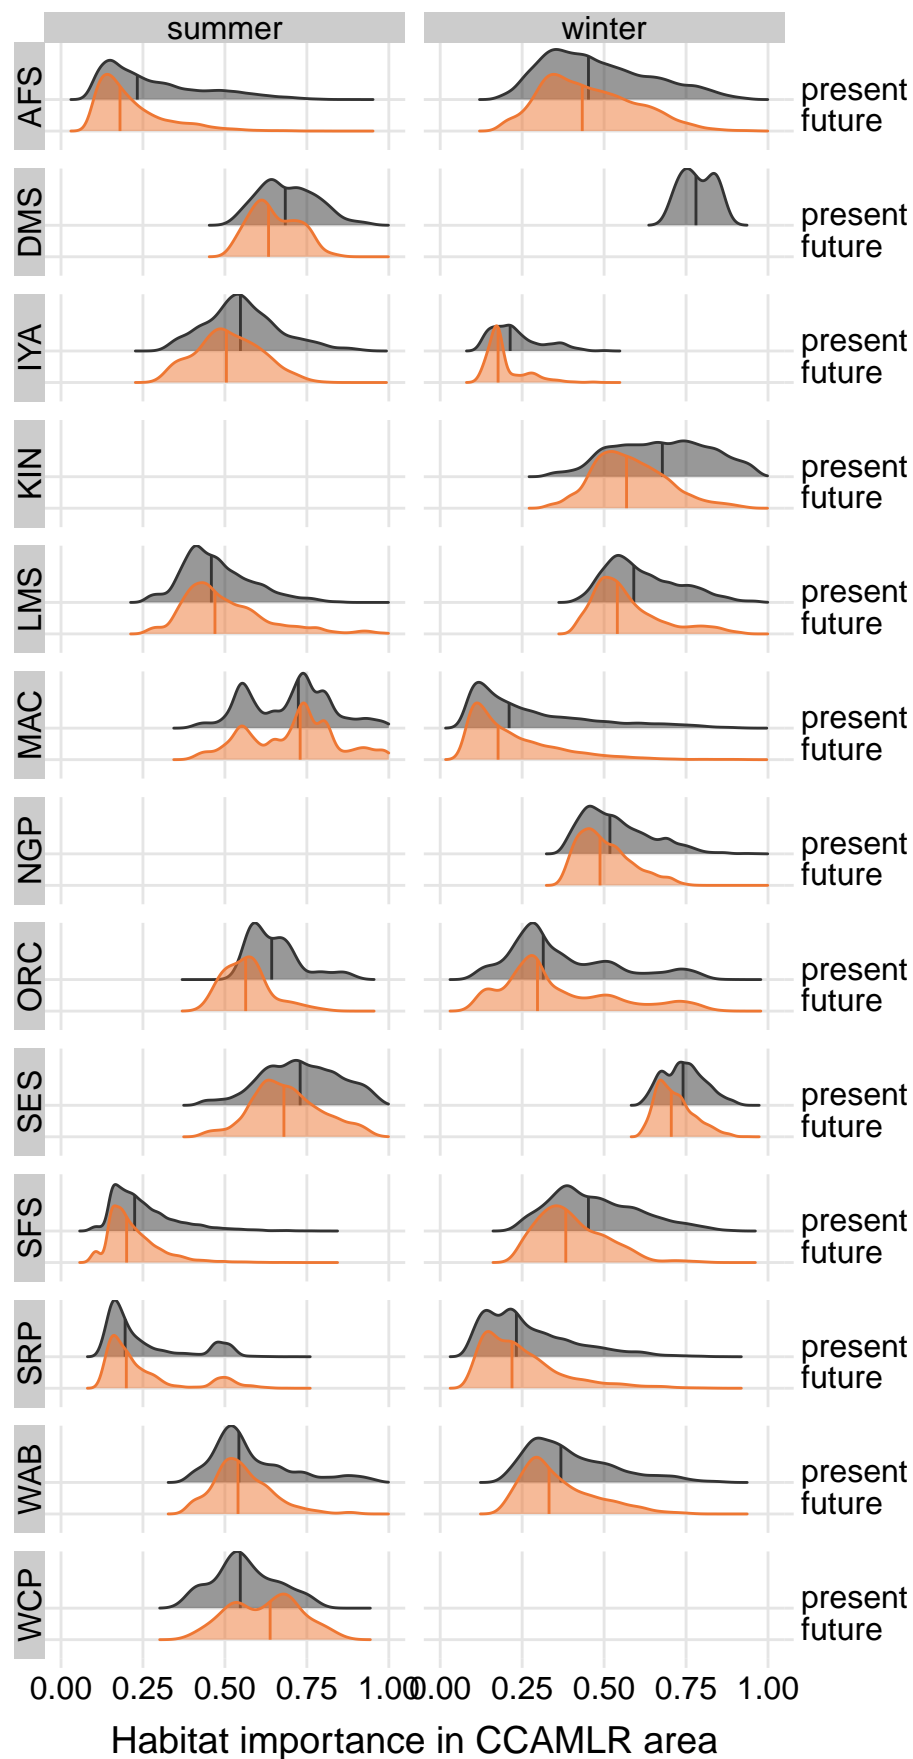 summer winter
AFS present
future
DMS present
future
IYA present
future
KIN present
future
LMS present
future
MAC present
future
NGP present
future
ORC present
future
SES present
future
SFS present
future
SRP present
future
WAB present
future
WCP present
future
0.00 0.25 0.50 0.75 1.00 0.00 0.25 0.50 0.75 1.00
Habitat importance in CCAMLR area